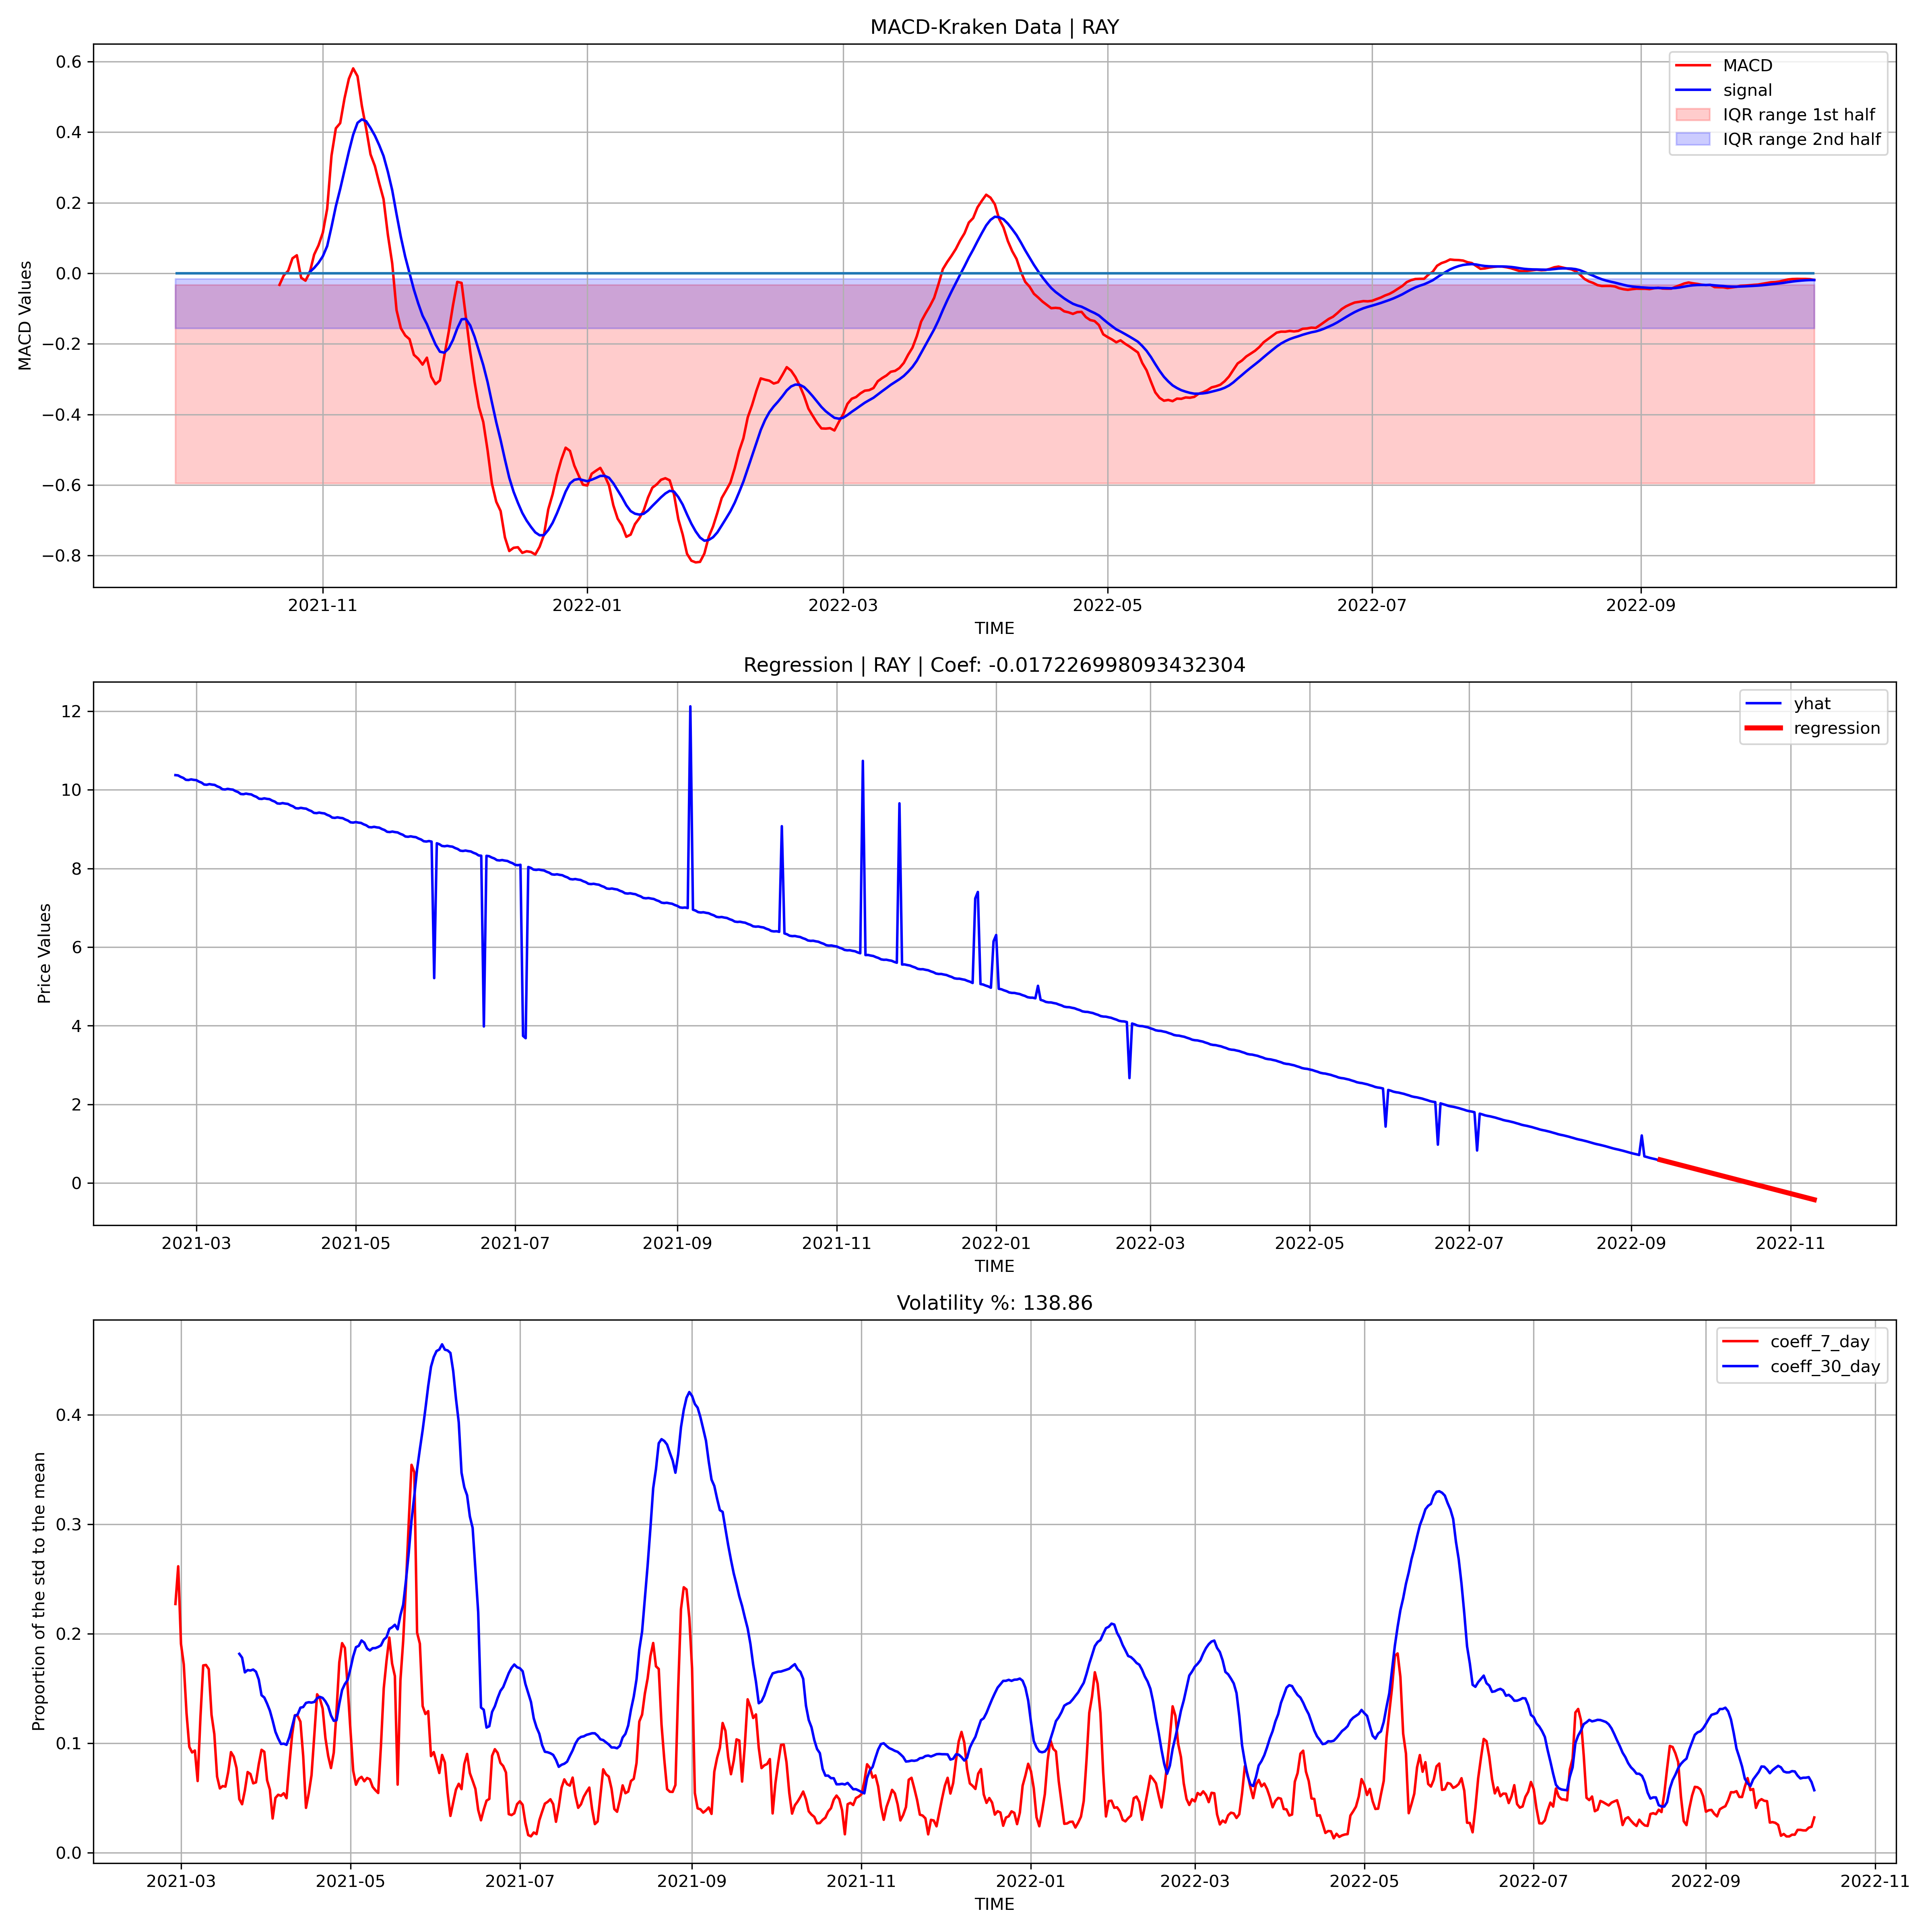 MACD-Kraken Data | RAY
MACD Values
0.6
0.4
0.2
0.0
−0.2
−0.4
−0.6
−0.8
MACD
signal
IQR range 1st half
IQR range 2nd half
2021-11
2022-01
2022-03
2022-05
2022-07
2022-09
TIME
Regression | RAY | Coef: -0.017226998093432304
Price Values
12
10
8
6
4
2
0
yhat
regression
2021-03
2021-05
2021-07
2021-09
2021-11
2022-01
2022-03
2022-05
2022-07
2022-09
2022-11
TIME
Volatility %: 138.86
Proportion of the std to the mean
0.4
0.3
0.2
0.1
0.0
coeff_7_day
coeff_30_day
2021-03
2021-05
2021-07
2021-09
2021-11
2022-01
2022-03
2022-05
2022-07
2022-09
2022-11
TIME